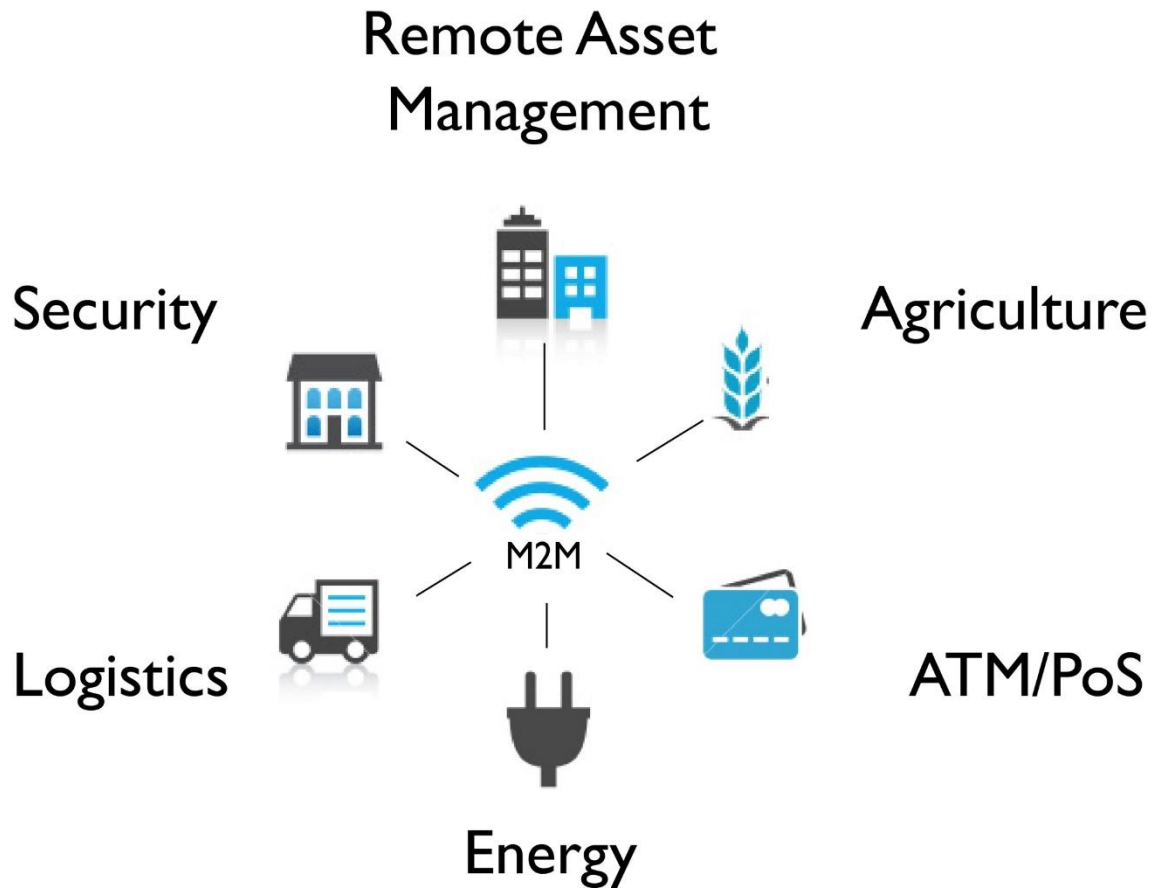 Remote Asset
Management
Security
Agriculture
M2M
Logistics
ATM/PoS
Energy